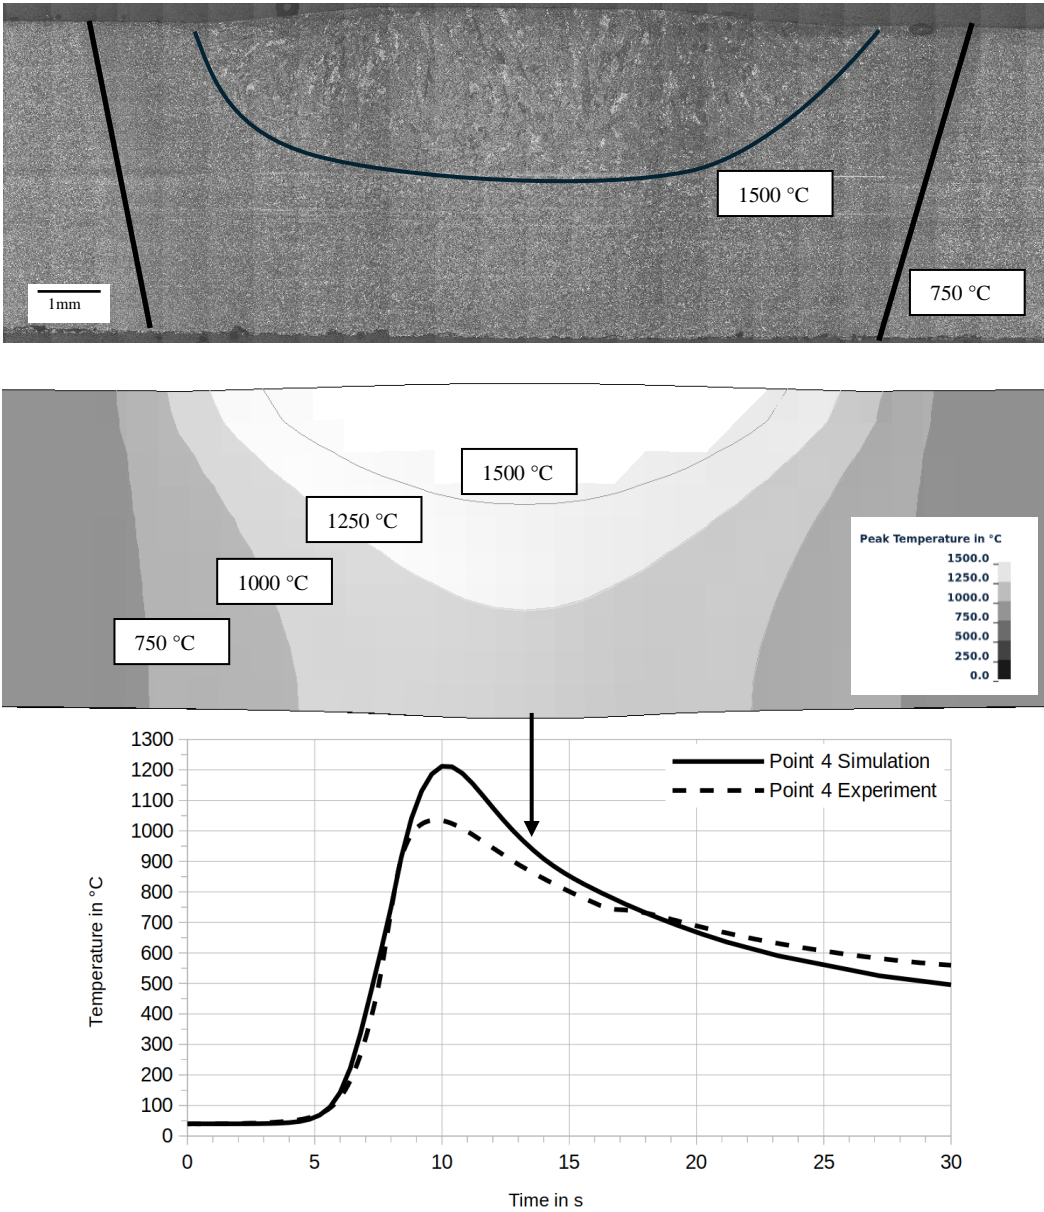 1500 °C
750 °C
1mm
1500 °C
1250 °C
1000 °C
750 °C
Peak Temperature in °C
1500.0
1250.0
1000.0
750.0
500.0
250.0
0.0
1300
1200
1100
1000
900
800
700
600
500
400
300
200
100
0
Temperature in °C
Point 4 Simulation
Point 4 Experiment
0 5 10 15 20 25 30
Time in s